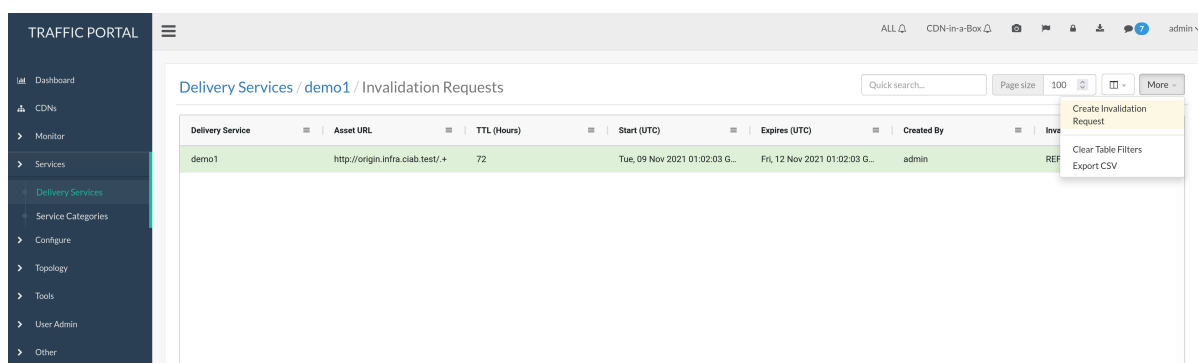 TRAFFIC PORTAL
ALL
CDN-in-a-Box
7
admin
Dashboard
CDNs
Monitor
Services
Delivery Services
Service Categories
Configure
Topology
Tools
User Admin
Other
Delivery Services / demo1 / Invalidation Requests
Quick search...
Page size 100
More
Create Invalidation
Request
Clear Table Filters
Export CSV
Delivery Service Asset URL TTL (Hours) Start (UTC) Expires (UTC) Created By Inva
demo1 http://origin.infra.ciab.test/.+ 72 Tue, 09 Nov 2021 01:02:03 G... Fri, 12 Nov 2021 01:02:03 G... admin REF